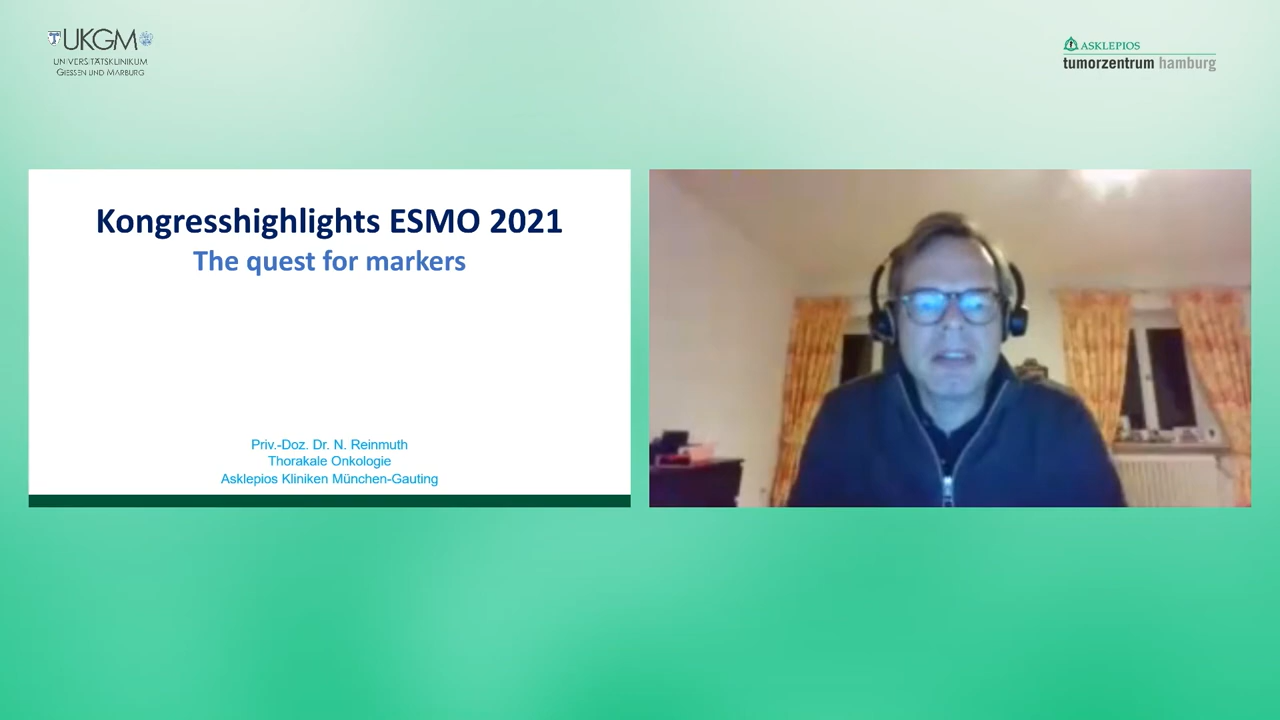 UKGM
UNIVERSITÄTSKLINIKUM
GIESSEN UND MARBURG
ASKLEPIOS
tumorzentrum hamburg
Kongresshighlights ESMO 2021
The quest for markers
Priv.-Doz. Dr. N. Reinmuth
Thorakale Onkologie
Asklepios Kliniken München-Gauting